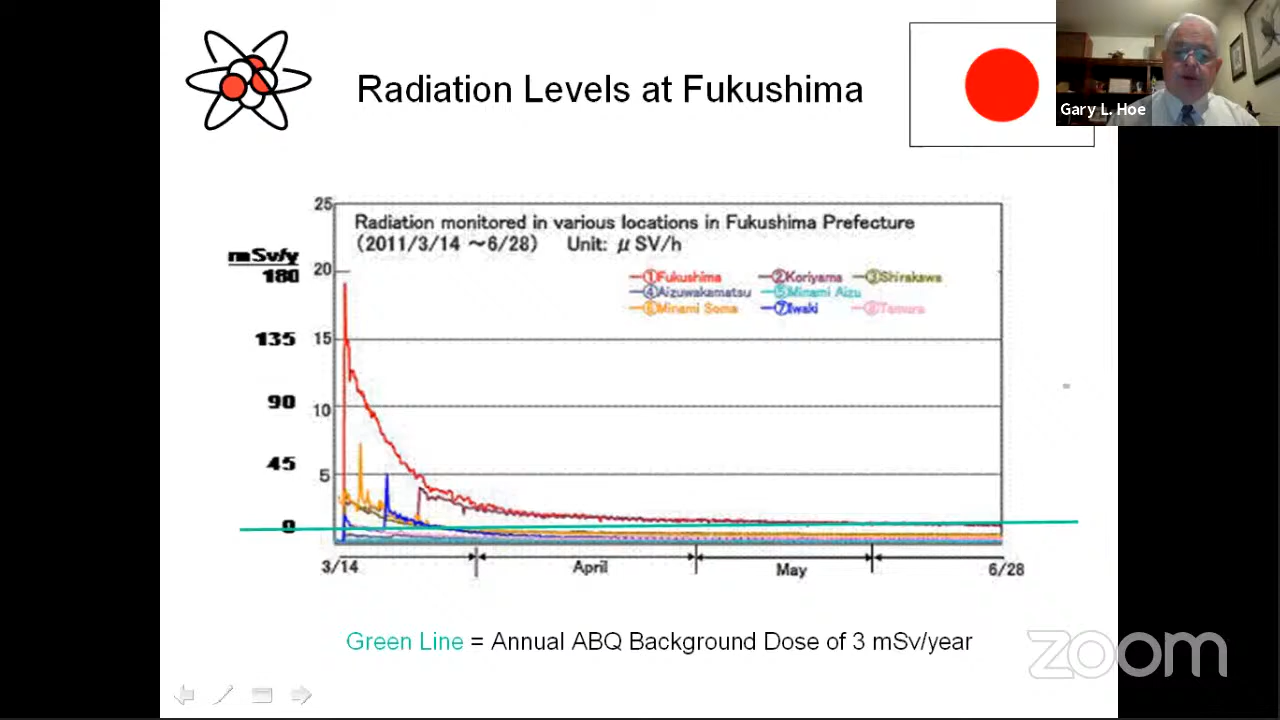 Radiation Levels at Fukushima
Gary L. Hoe
Radiation monitored in various locations in Fukushima Prefecture
(2011/3/14 ~6/28) Unit: μ SV/h
①Fukushima ②Koriyama ③Shirakawa
④Aizuwakamatsu ⑤Minami Aizu
⑥Minami Soma ⑦Iwaki ⑧Tamura
mSv/y
25
180 20
135 15
90 10
45 5
0
3/14 April May 6/28
Green Line = Annual ABQ Background Dose of 3 mSv/year
zoom